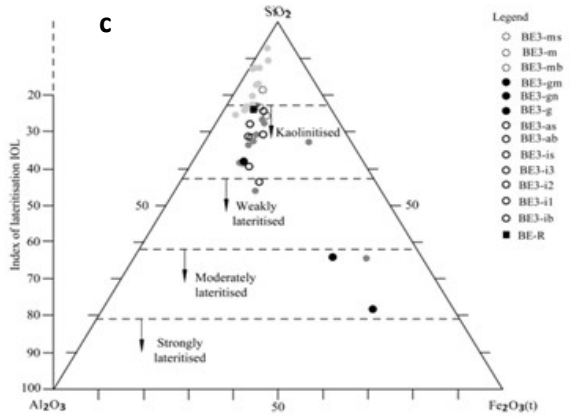 c
SiO2
Legend
BE3-ms
BE3-m
BE3-mb
BE3-gm
BE3-gn
BE3-g
BE3-as
BE3-ab
BE3-is
BE3-i3
BE3-i2
BE3-i1
BE3-ib
BE-R
Index of lateritisation IOL
20
30
40
50
60
70
80
90
100
Kaolinitised
50
50
Weakly
lateritised
Moderately
lateritised
Strongly
lateritised
Al2O3
50
Fe2O3(t)